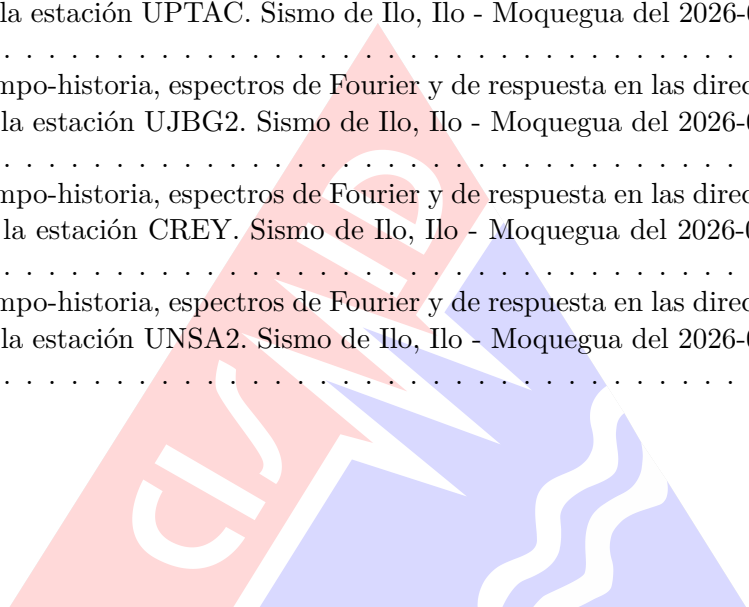 la estación UPTAC. Sismo de Ilo, Ilo - Moquegua del 2026-
. . . . . . . . . . . . . . . . . . . . . . . . . . . . . . . . .
mpo-historia, espectros de Fourier y de respuesta en las direc
la estación UJBG2. Sismo de Ilo, Ilo - Moquegua del 2026-
. . . . . . . . . . . . . . . . . . . . . . . . . . . . . . . . .
mpo-historia, espectros de Fourier y de respuesta en las direc
la estación CREY. Sismo de Ilo, Ilo - Moquegua del 2026-
. . . . . . . . . . . . . . . . . . . . . . . . . . . . . . . . .
mpo-historia, espectros de Fourier y de respuesta en las direc
la estación UNSA2. Sismo de Ilo, Ilo - Moquegua del 2026-
. . . . . . . . . . . . . . . . . . . . . . . . . . . . . . . . .
CISMID